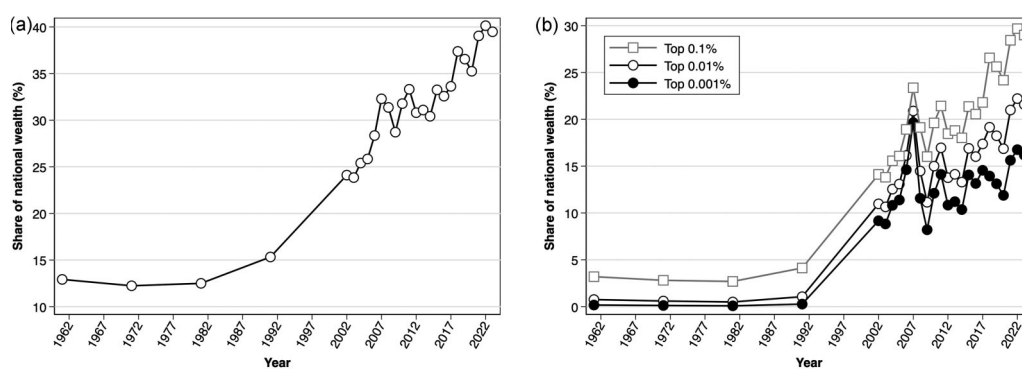 (a)
40
35
30
25
20
15
10
Share of national wealth (%)
1962 1967 1972 1977 1982 1987 1992 1997 2002 2007 2012 2017 2022
Year
(b)
30
25
20
15
10
5
0
Share of national wealth (%)
Top 0.1%
Top 0.01%
Top 0.001%
1962 1967 1972 1977 1982 1987 1992 1997 2002 2007 2012 2017 2022
Year